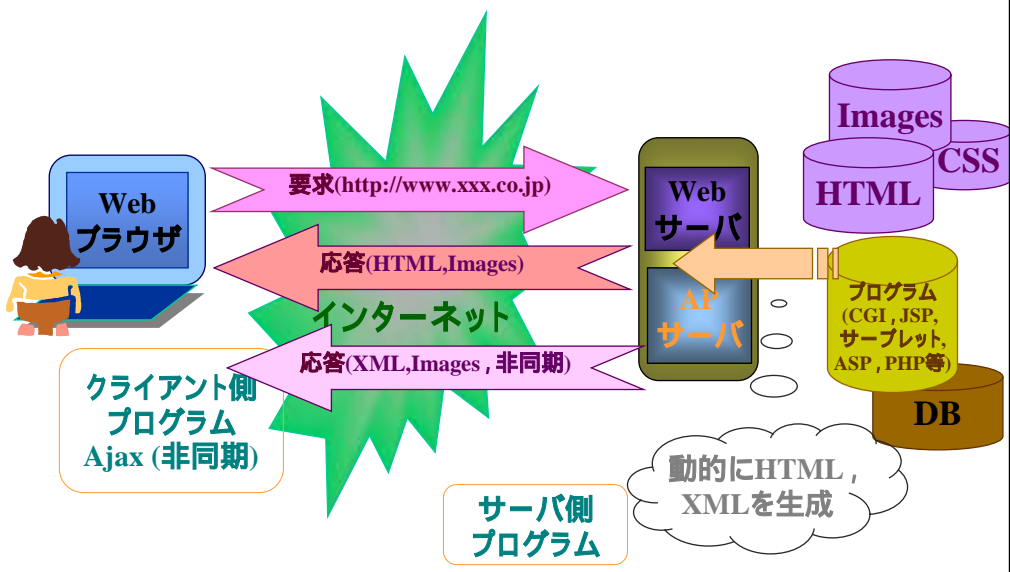 Images
CSS
HTML
要求(http://www.xxx.co.jp)
Web
ブラウザ
Web
サーバ
応答(HTML,Images)
AP
サーバ
プログラム
(CGI , JSP,
サーブレット,
ASP , PHP等)
インターネット
応答(XML,Images , 非同期)
クライアント側
プログラム
Ajax (非同期)
DB
動的にHTML ,
XMLを生成
サーバ側
プログラム